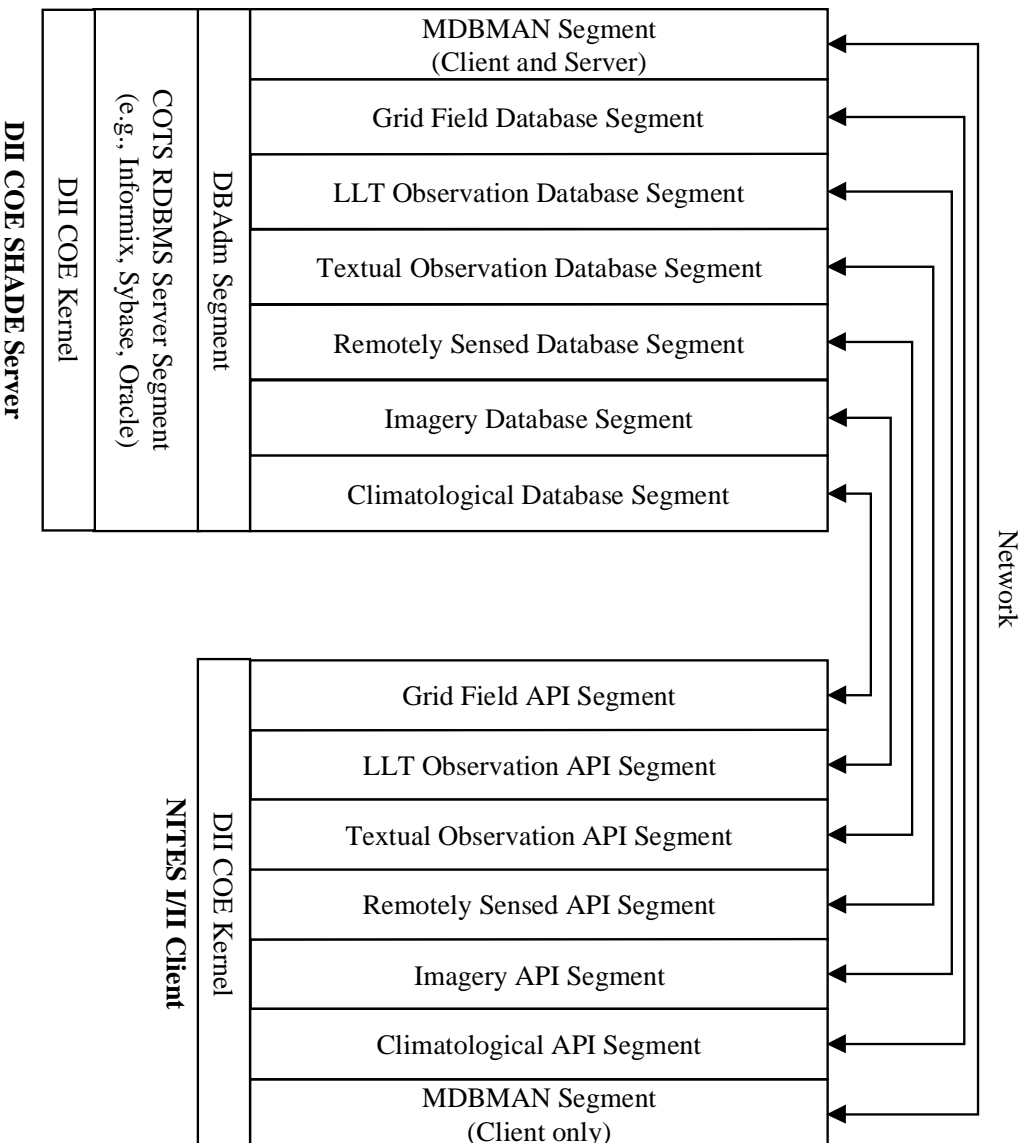 MDBMAN Segment
(Client and Server)
Grid Field Database Segment
LLT Observation Database Segment
Textual Observation Database Segment
Remotely Sensed Database Segment
Imagery Database Segment
Climatological Database Segment
DBAdm Segment
COTS RDBMS Server Segment
(e.g., Informix, Sybase, Oracle)
DII COE Kernel
DII COE SHADE Server
Network
Grid Field API Segment
LLT Observation API Segment
Textual Observation API Segment
Remotely Sensed API Segment
Imagery API Segment
Climatological API Segment
MDBMAN Segment
(Client only)
DII COE Kernel
NITES I/II Client